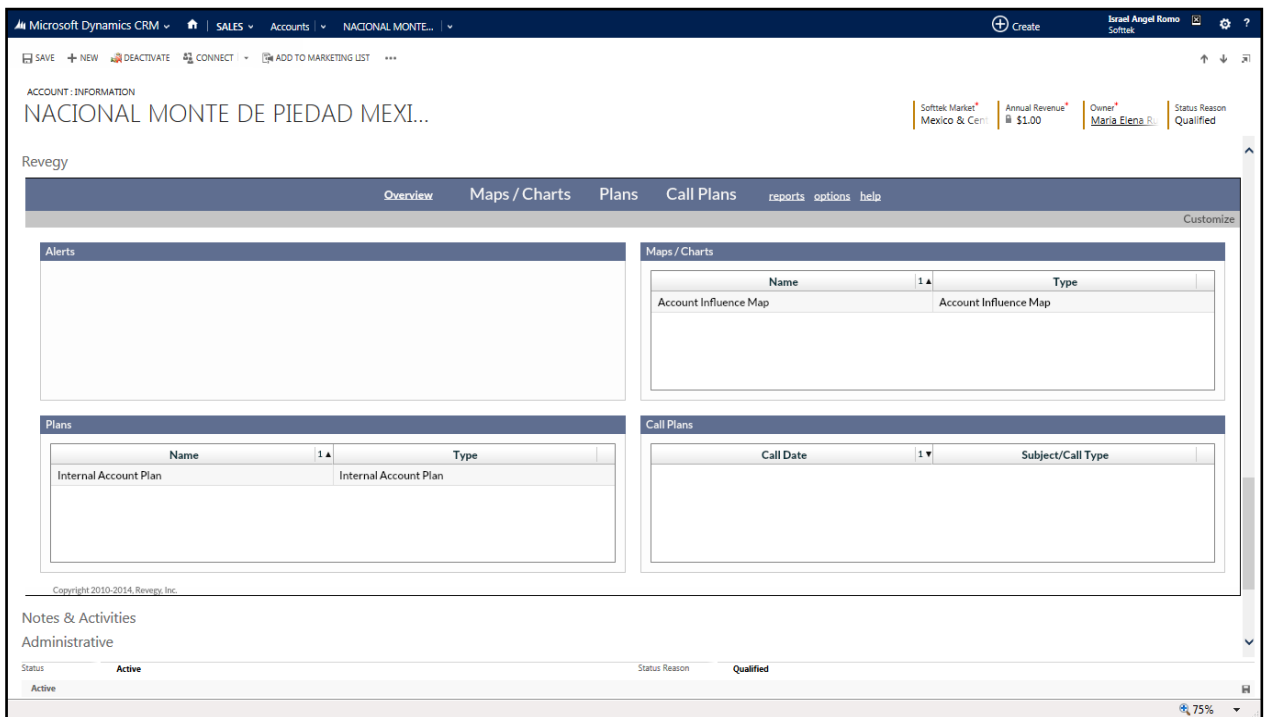 Microsoft Dynamics CRM SALES Accounts NACIONAL MONTE... Create Israel Angel Romo
Softtek ?
SAVE NEW DEACTIVATE CONNECT ADD TO MARKETING LIST •••
ACCOUNT : INFORMATION
NACIONAL MONTE DE PIEDAD MEXI...
Softtek Market* Annual Revenue* Owner* Status Reason
Mexico & Cen $1.00 Maria Elena R Qualified
Revegy
Overview Maps / Charts Plans Call Plans reports options help
Customize
Alerts Maps / Charts
Name 1 ▲ Type
Account Influence Map Account Influence Map
Plans Call Plans
Name 1 ▲ Type Call Date 1 ▼ Subject/Call Type
Internal Account Plan Internal Account Plan
Copyright 2010-2014, Revegy, Inc.
Notes & Activities
Administrative
Status Active Status Reason Qualified
Active
75%